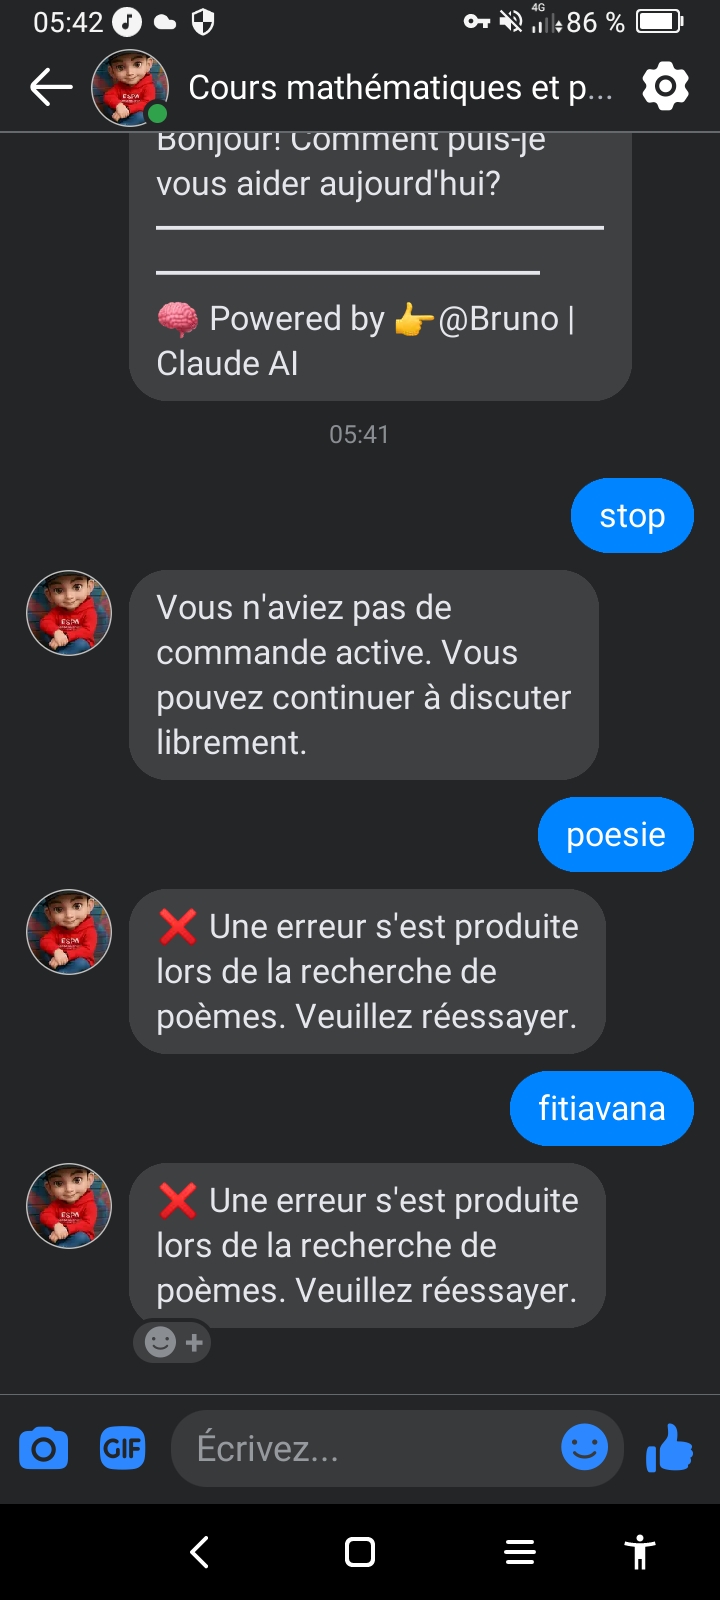 05:42
4G
86 %
Cours mathématiques et p...
Bonjour! Comment puis-je
vous aider aujourd'hui?
🧠 Powered by 👉@Bruno |
Claude AI
05:41
stop
Vous n'aviez pas de
commande active. Vous
pouvez continuer à discuter
librement.
poesie
❌ Une erreur s'est produite
lors de la recherche de
poèmes. Veuillez réessayer.
fitiavana
❌ Une erreur s'est produite
lors de la recherche de
poèmes. Veuillez réessayer.
GIF
Écrivez...